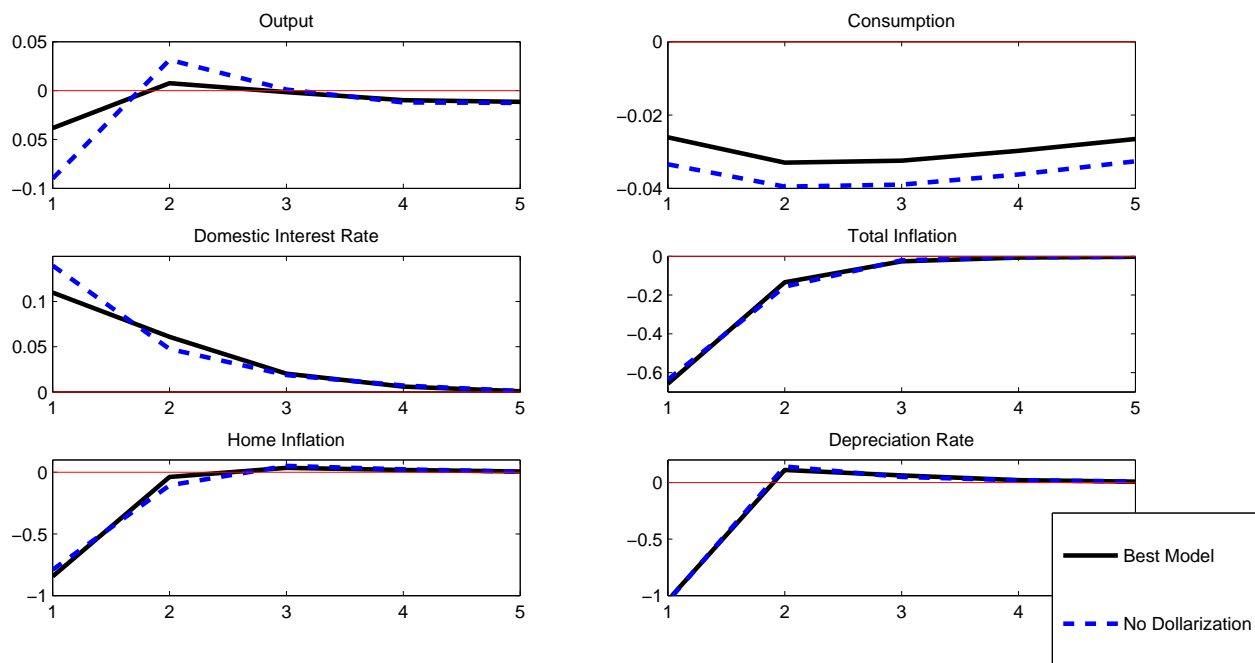 Output
0.05
0
0.05
−0.1
1 2 3 4 5
Consumption
0
−0.02
−0.04
1 2 3 4 5
Domestic Interest Rate
0.1
0.05
0
1 2 3 4 5
Total Inflation
0
−0.2
−0.4
−0.6
1 2 3 4 5
Home Inflation
0
−0.5
−1
1 2 3 4 5
Depreciation Rate
0
−0.5
−1
1 2 3 4
Best Model
No Dollarization